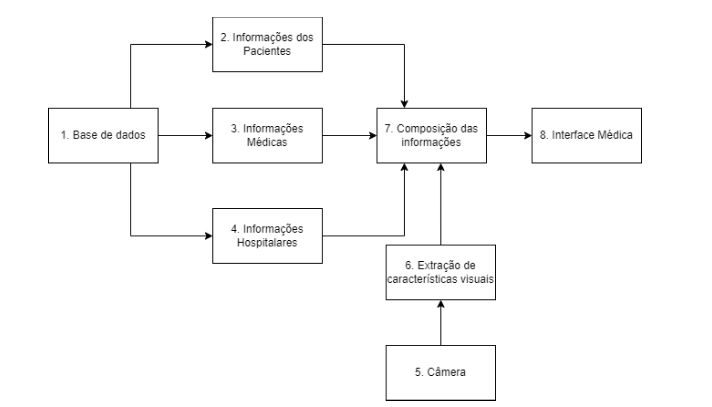 2. Informações dos
Pacientes
1. Base de dados
3. Informações
Médicas
7. Composição das
informações
8. Interface Médica
4. Informações
Hospitalares
6. Extração de
características visuais
5. Câmera